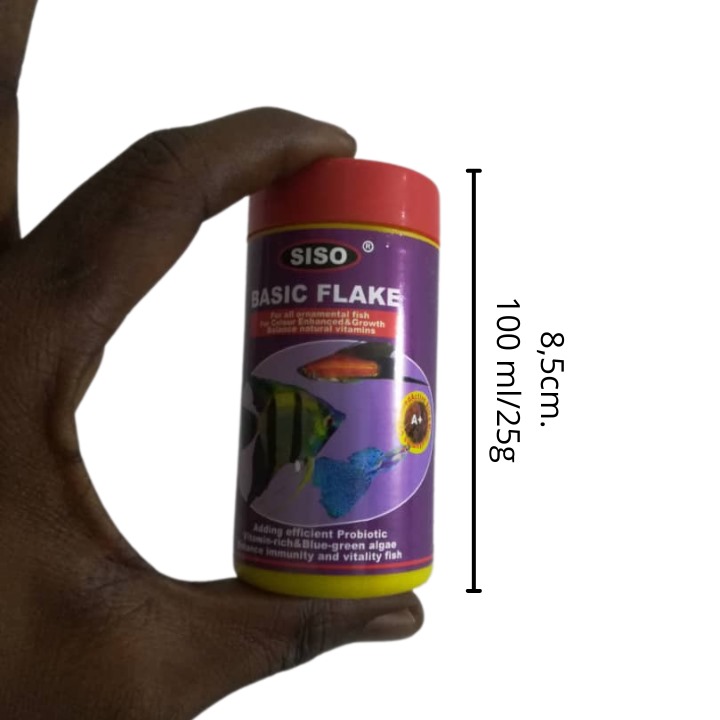 SISO ®
BASIC FLAKE
For all ornamental fish
For Colour Enhanced&Growth
Balance natural vitamins
A+
Adding efficient Probiotic
Vitamin-rich&Blue-green algae
immunity and vitality fish
8,5cm.
100 ml/25g